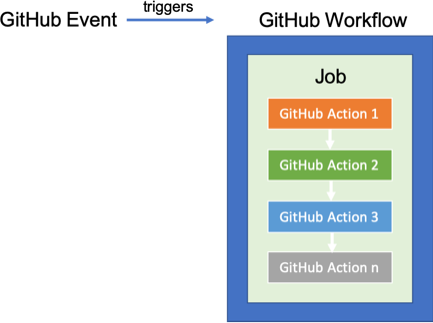 GitHub Event
triggers
GitHub Workflow
Job
GitHub Action 1
GitHub Action 2
GitHub Action 3
GitHub Action n